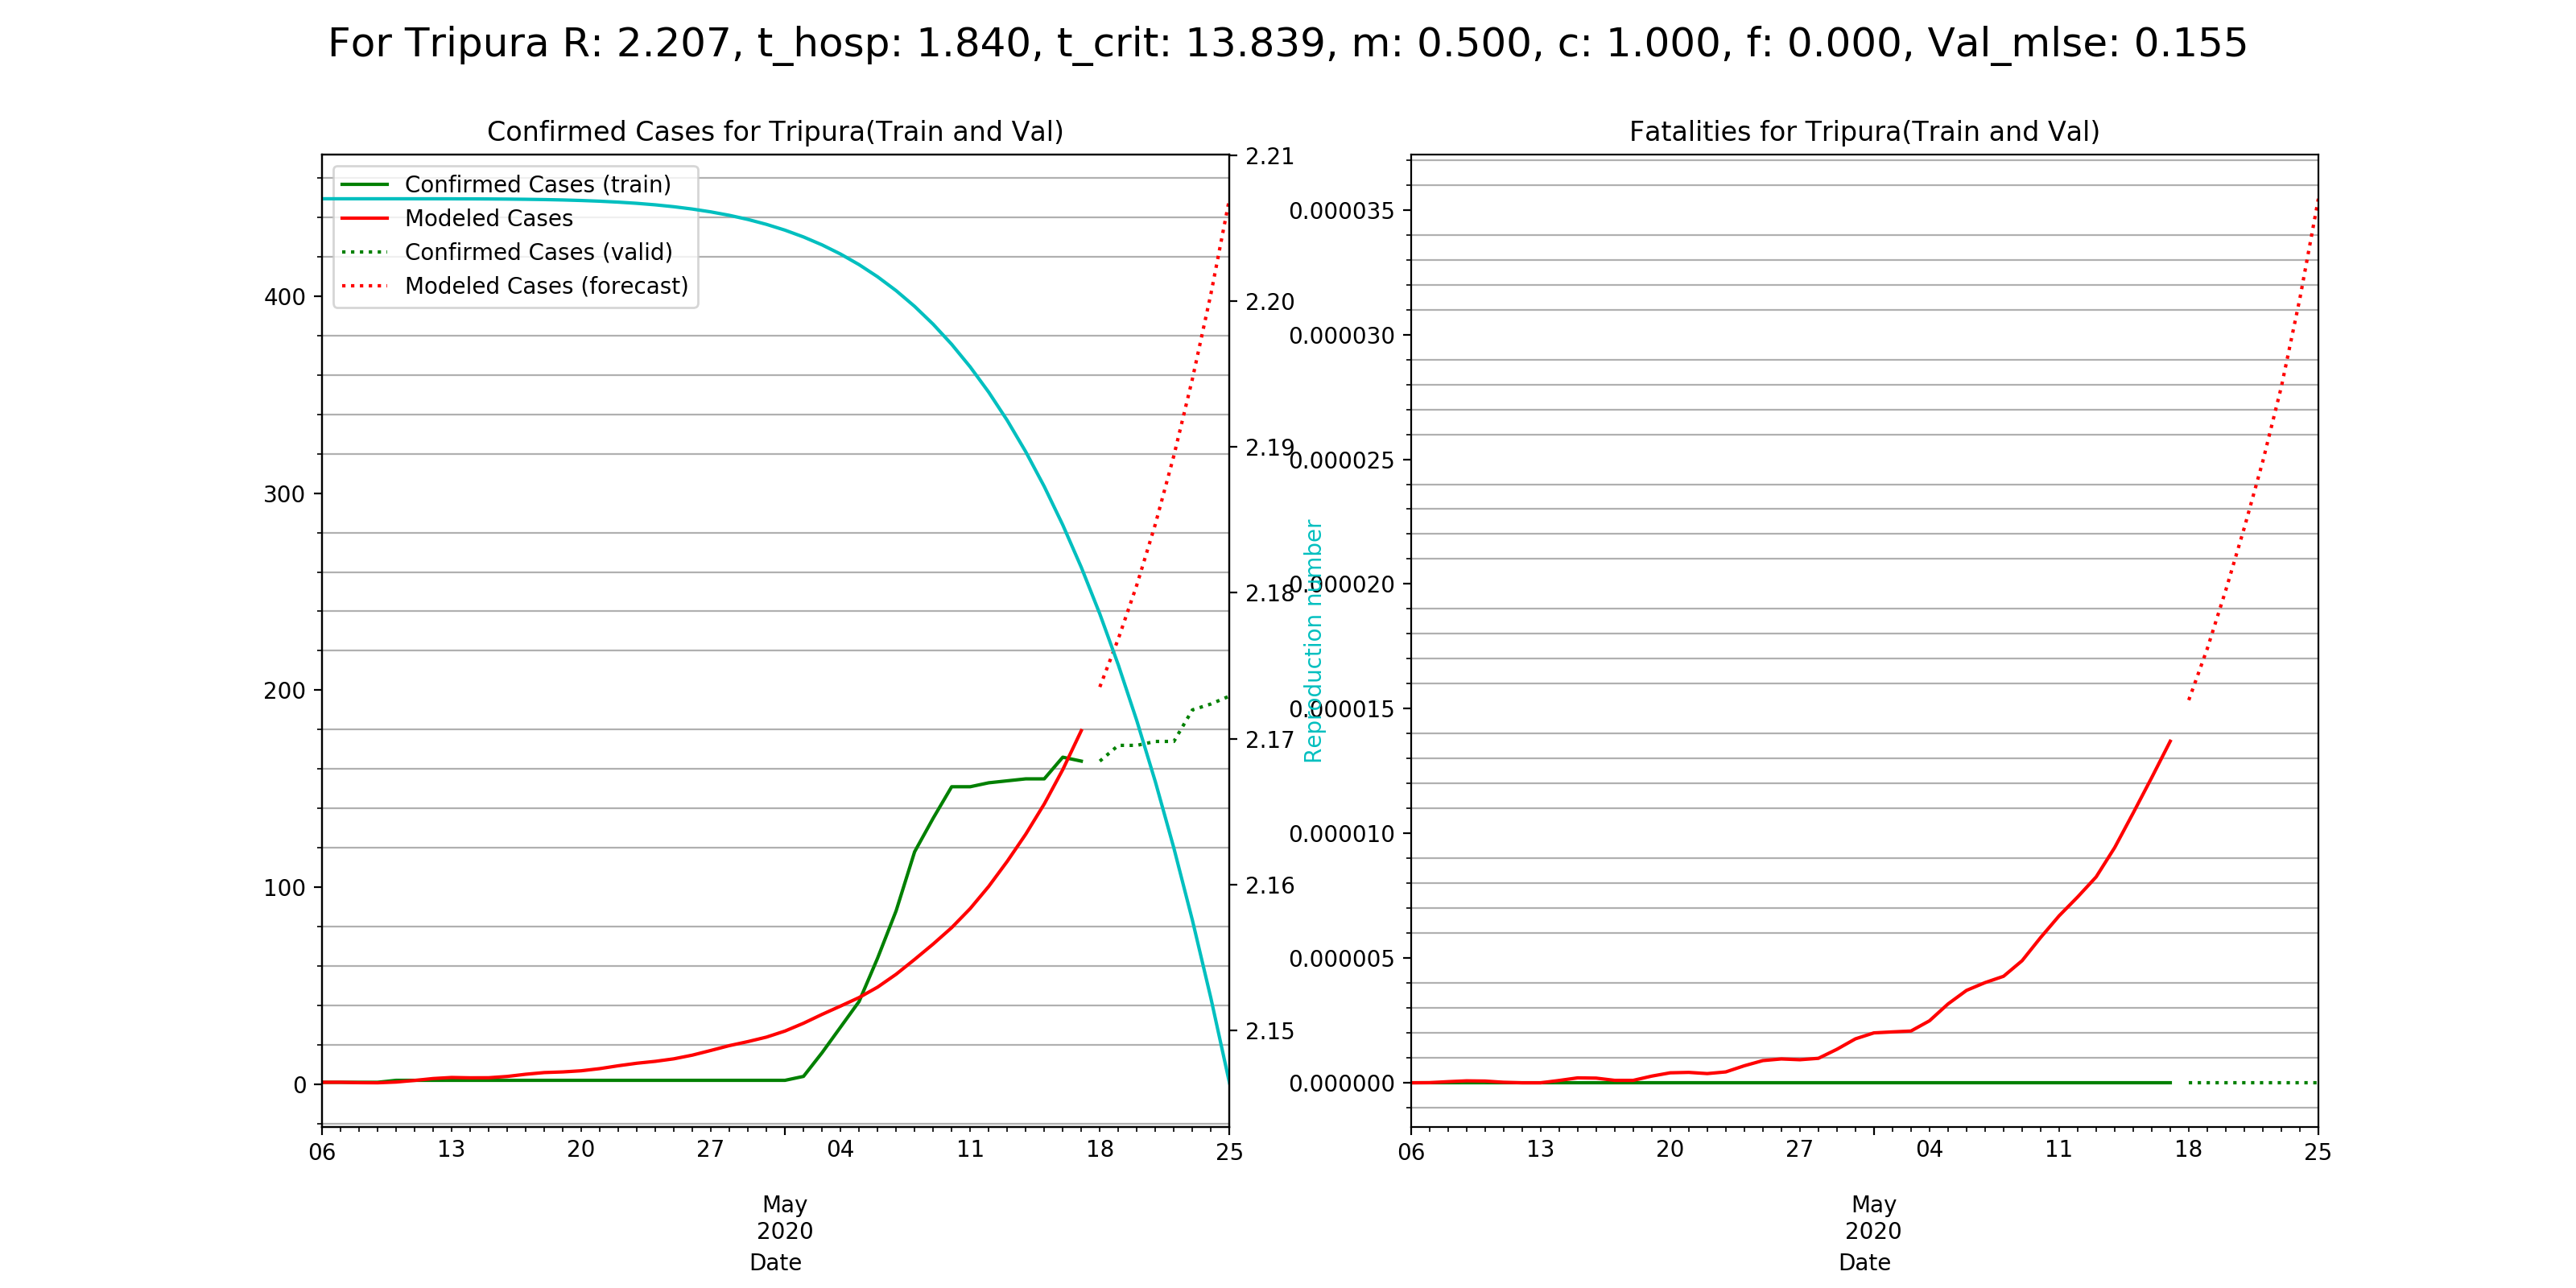 For Tripura R: 2.207, t_hosp: 1.840, t_crit: 13.839, m: 0.500, c: 1.000, f: 0.000, Val_mlse: 0.155
Confirmed Cases for Tripura(Train and Val)
Confirmed Cases (train)
Modeled Cases
Confirmed Cases (valid)
Modeled Cases (forecast)
400
300
200
100
0
2.21
2.20
2.19
2.18
2.17
2.16
2.15
Reproduction number
06 13 20 27 04 11 18 25
May
2020
Date
Fatalities for Tripura(Train and Val)
0.000035
0.000030
0.000025
0.000020
0.000015
0.000010
0.000005
0.000000
06 13 20 27 04 11 18 25
May
2020
Date